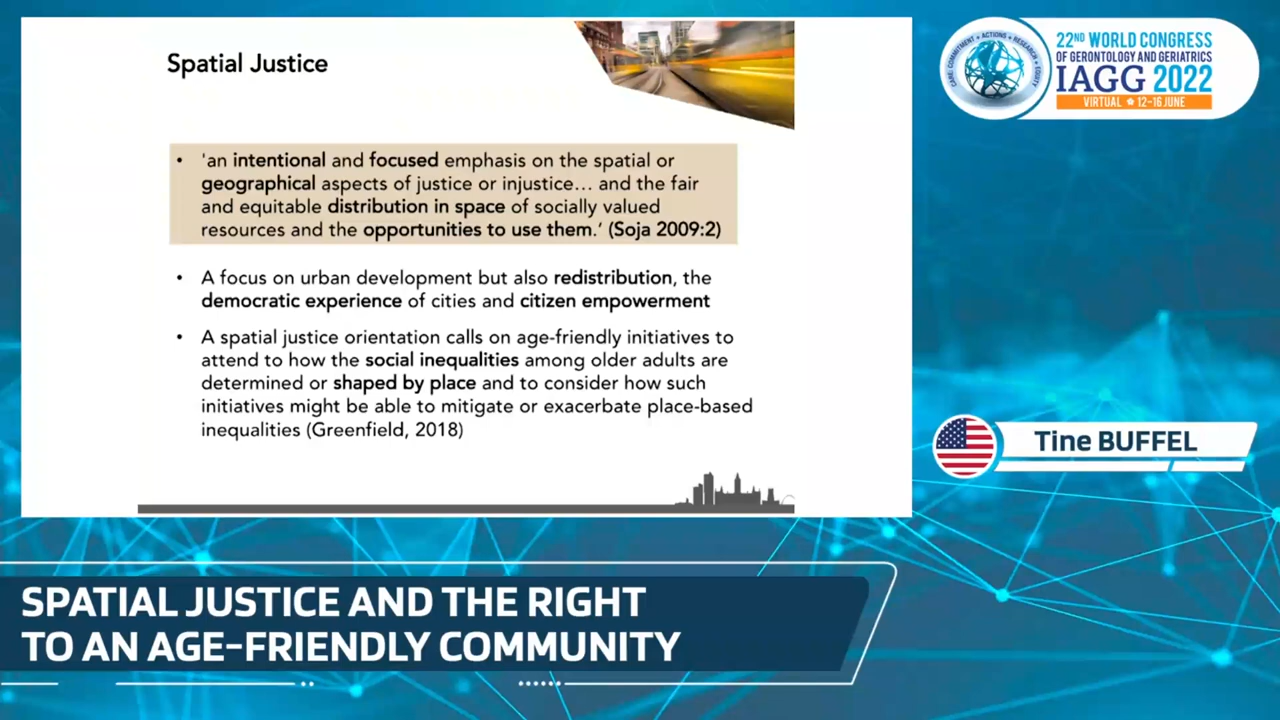 Spatial Justice
• 'an intentional and focused emphasis on the spatial or
geographical aspects of justice or injustice… and the fair
and equitable distribution in space of socially valued
resources and the opportunities to use them.' (Soja 2009:2)
• A focus on urban development but also redistribution, the
democratic experience of cities and citizen empowerment
• A spatial justice orientation calls on age-friendly initiatives to
attend to how the social inequalities among older adults are
determined or shaped by place and to consider how such
initiatives might be able to mitigate or exacerbate place-based
inequalities (Greenfield, 2018)
CARE: COMMITMENT + ACTIONS + RESEARCH + EQUITY
22ND WORLD CONGRESS
OF GERONTOLOGY AND GERIATRICS
IAGG 2022
VIRTUAL 12-16 JUNE
Tine BUFFEL
SPATIAL JUSTICE AND THE RIGHT
TO AN AGE-FRIENDLY COMMUNITY